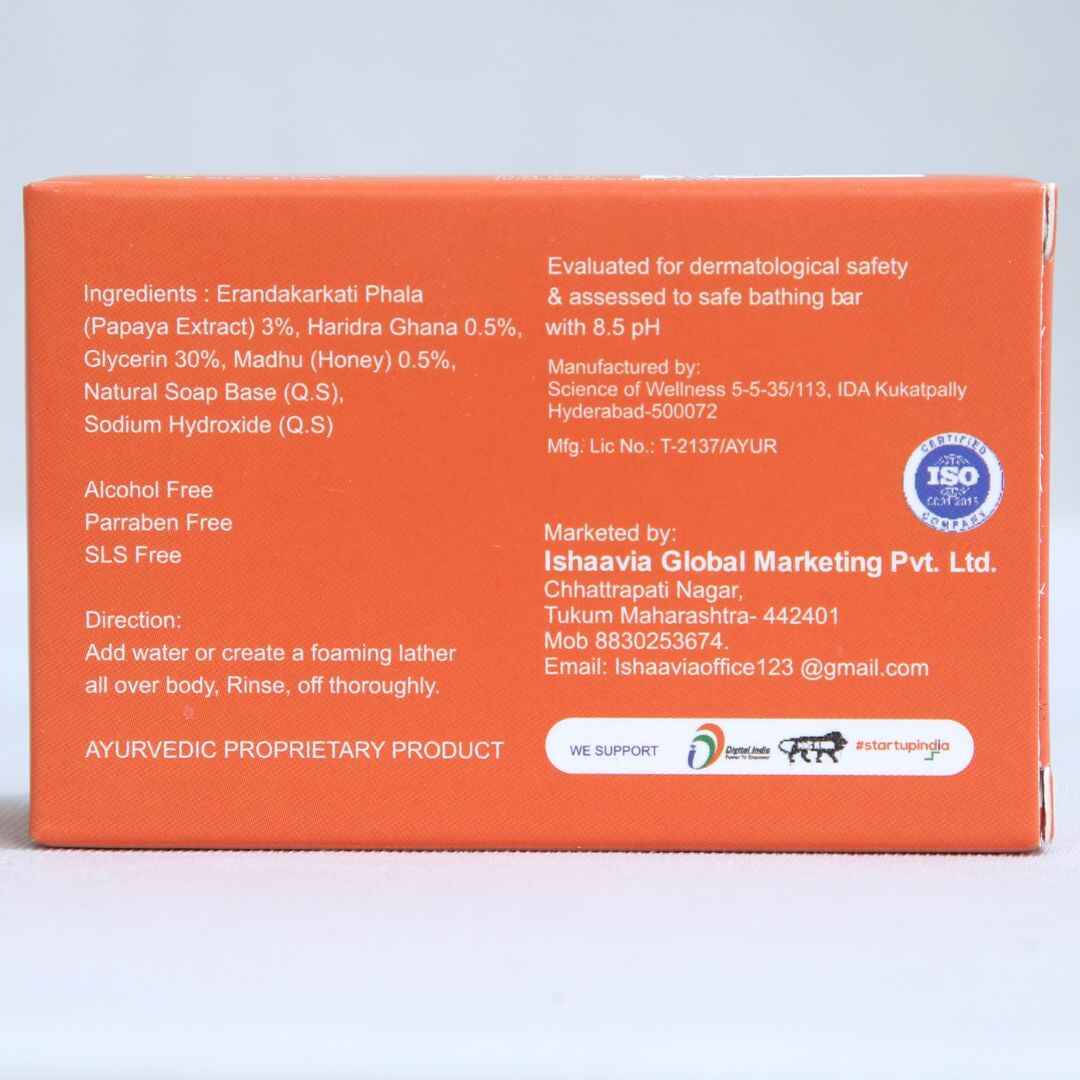 Ingredients : Erandakarkati Phala
(Papaya Extract) 3%, Haridra Ghana 0.5%,
Glycerin 30%, Madhu (Honey) 0.5%,
Natural Soap Base (Q.S),
Sodium Hydroxide (Q.S)
Alcohol Free
Parraben Free
SLS Free
Direction:
Add water or create a foaming lather
all over body, Rinse, off thoroughly.
AYURVEDIC PROPRIETARY PRODUCT
Evaluated for dermatological safety
& assessed to safe bathing bar
with 8.5 pH
Manufactured by:
Science of Wellness 5-5-35/113, IDA Kukatpally
Hyderabad-500072
Mfg. Lic No.: T-2137/AYUR
CERTIFIED
ISO
COMPANY
Marketed by:
Ishaavia Global Marketing Pvt. Ltd.
Chhattrapati Nagar,
Tukum Maharashtra- 442401
Mob 8830253674.
Email: Ishaaviaoffice123 @gmail.com
WE SUPPORT
Digital India
Power To Empower
#startupindia